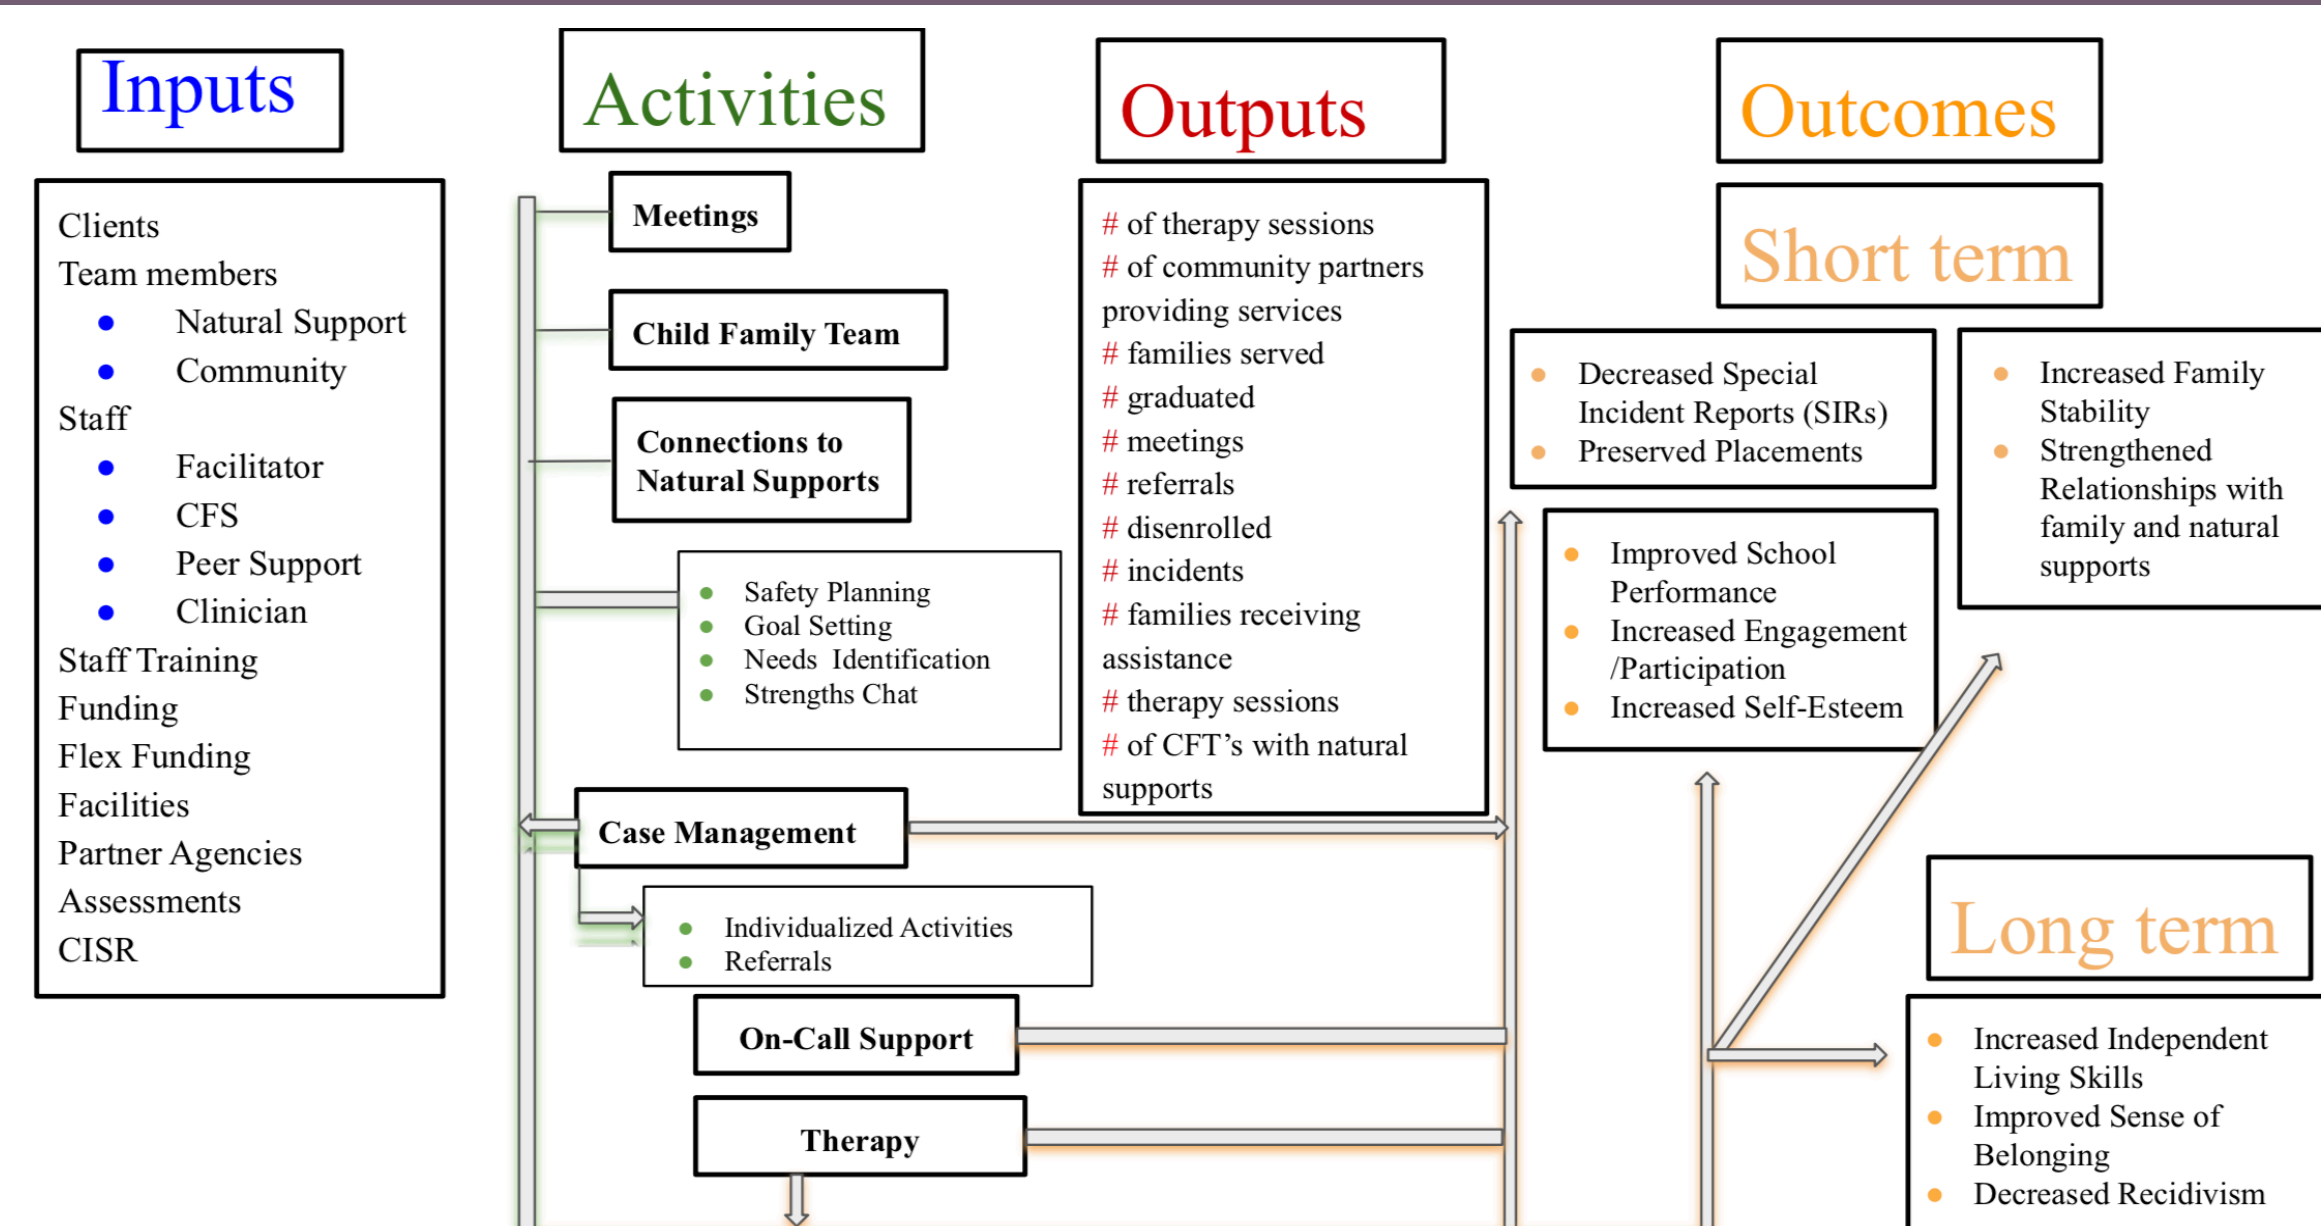 Inputs
Clients
Team members
Natural Support
Community
Staff
Facilitator
CFS
Peer Support
Clinician
Staff Training
Funding
Flex Funding
Facilities
Partner Agencies
Assessments
CISR
Activities
Meetings
Child Family Team
Connections to
Natural Supports
Safety Planning
Goal Setting
Needs Identification
Strengths Chat
Case Management
Individualized Activities
Referrals
On-Call Support
Therapy
Outputs
# of therapy sessions
# of community partners
providing services
# families served
# graduated
# meetings
# referrals
# disenrolled
# incidents
# families receiving
assistance
# therapy sessions
# of CFT’s with natural
supports
Outcomes
Short term
Decreased Special
Incident Reports (SIRs)
Preserved Placements
Improved School
Performance
Increased Engagement
/Participation
Increased Self-Esteem
Increased Family
Stability
Strengthened
Relationships with
family and natural
supports
Long term
Increased Independent
Living Skills
Improved Sense of
Belonging
Decreased Recidivism